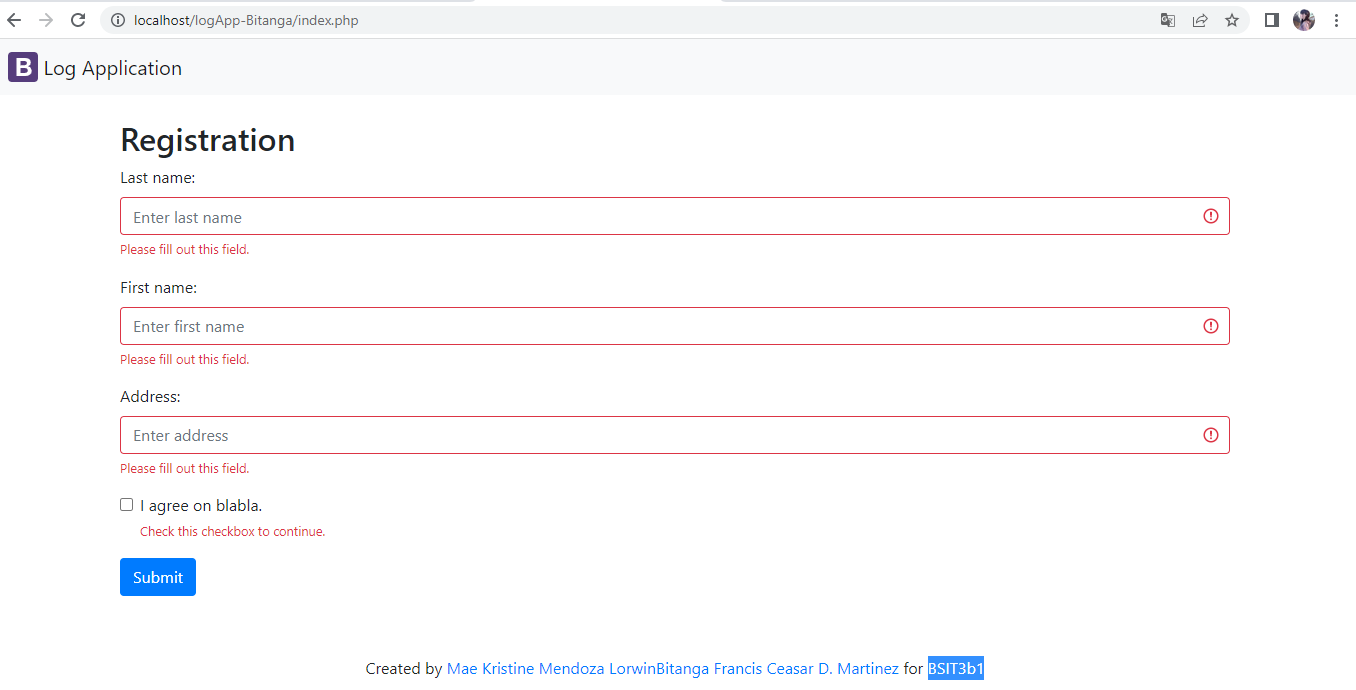 localhost/logApp-Bitanga/index.php
B Log Application
Registration
Last name:
Enter last name
Please fill out this field.
First name:
Enter first name
Please fill out this field.
Address:
Enter address
Please fill out this field.
I agree on blabla.
Check this checkbox to continue.
Submit
Created by Mae Kristine Mendoza LorwinBitanga Francis Ceasar D. Martinez for BSIT3b1